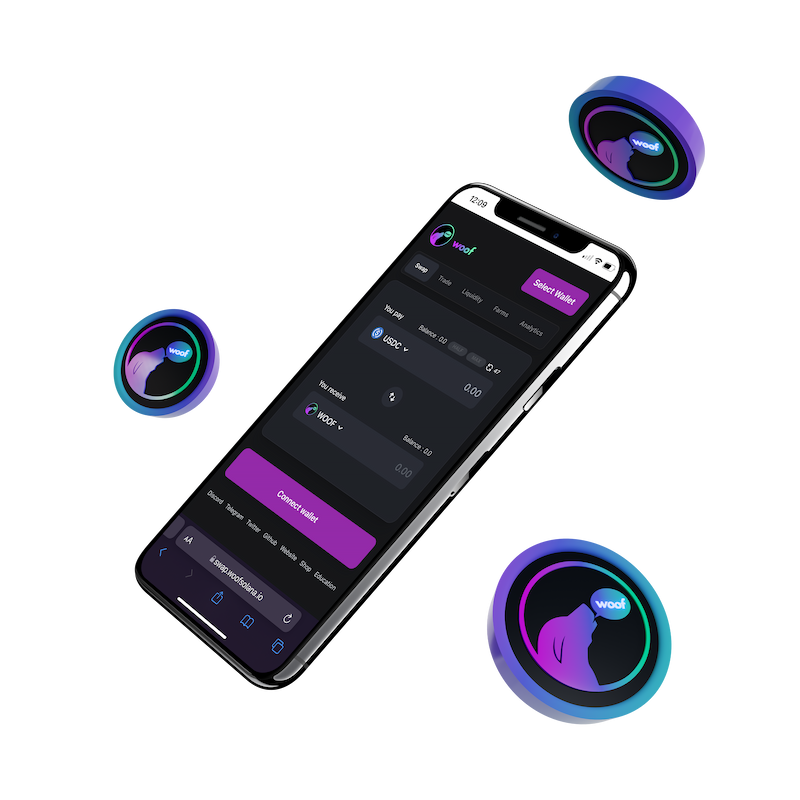 woof
12:09
woof
Select Wallet
Swap Trade Liquidity Farms Analytics
You pay
Balance : 0.0
47
USDC
0.00
You receive
woof
WOOF
Balance : 0.0
0.00
Connect wallet
Discord Telegram Twitter Github Website Shop Education
AA swap.woofsolana.io
woof